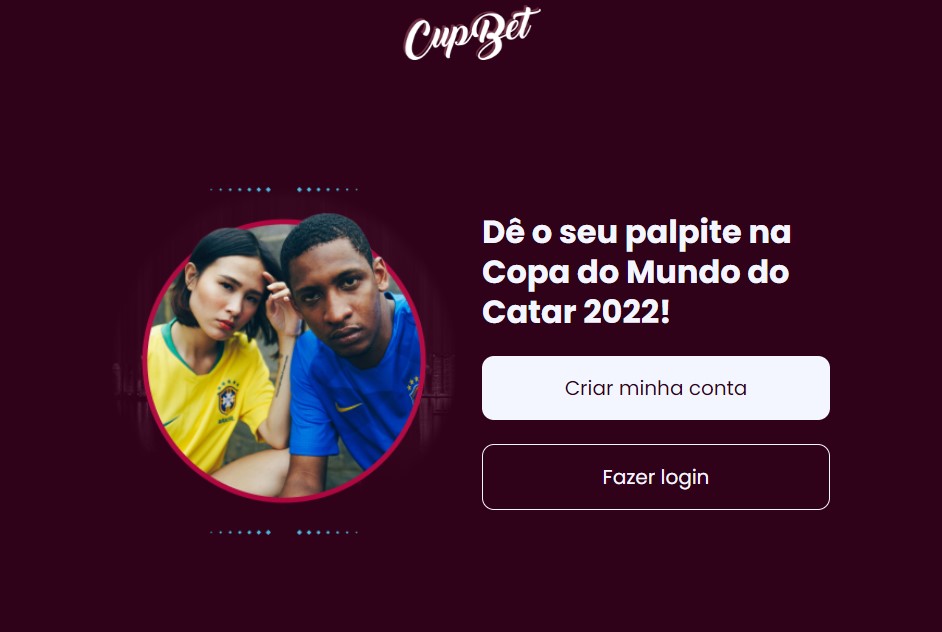 CupBet
Dê o seu palpite na
Copa do Mundo do
Catar 2022!
Criar minha conta
Fazer login